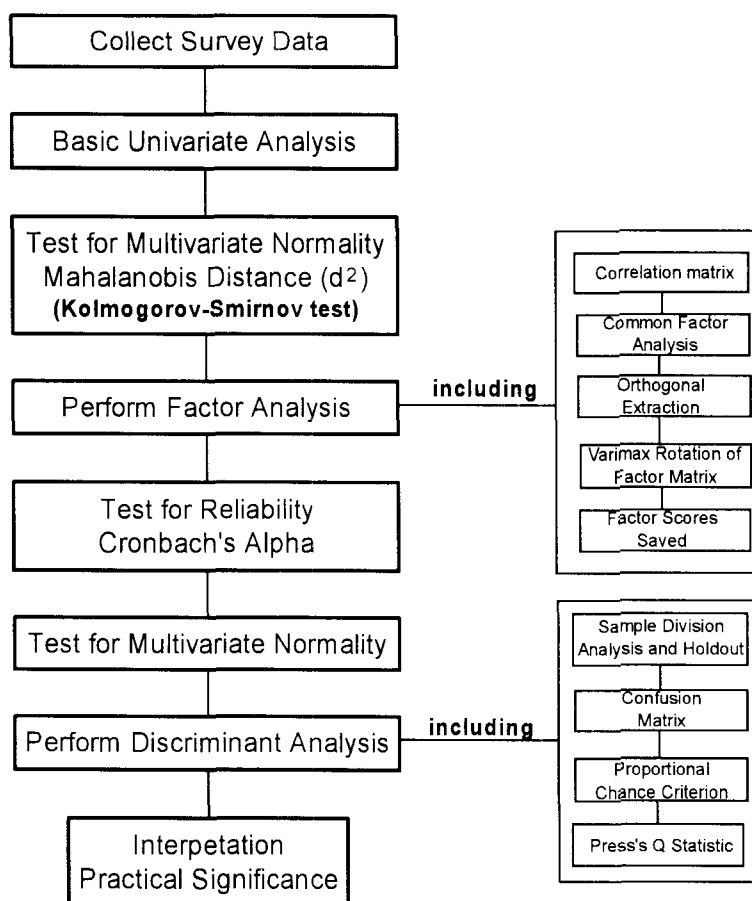 Collect Survey Data
Basic Univariate Analysis
Test for Multivariate Normality
Mahalanobis Distance (d²)
(Kolmogorov-Smirnov test)
Perform Factor Analysis
including
Correlation matrix
Common Factor
Analysis
Orthogonal
Extraction
Varimax Rotation of
Factor Matrix
Factor Scores
Saved
Test for Reliability
Cronbach's Alpha
Test for Multivariate Normality
Perform Discriminant Analysis
including
Sample Division
Analysis and Holdout
Confusion
Matrix
Proportional
Chance Criterion
Press's Q Statistic
Interpetation
Practical Significance